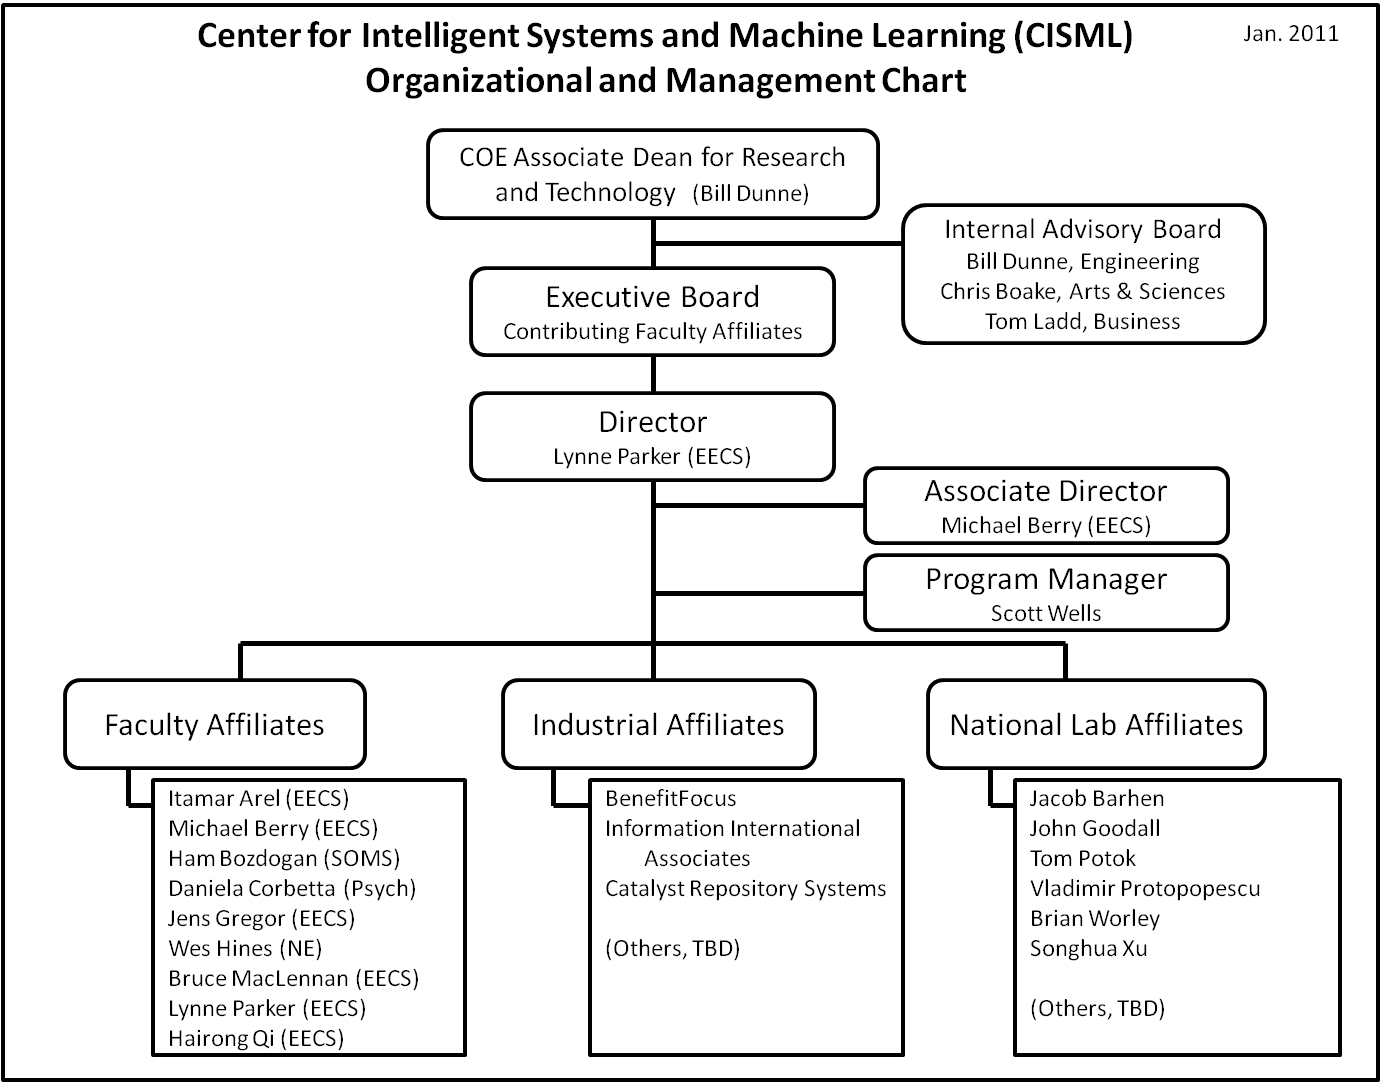 Center for Intelligent Systems and Machine Learning (CISML)
Jan. 2011
Organizational and Management Chart
COE Associate Dean for Research
and Technology (Bill Dunne)
Internal Advisory Board
Bill Dunne, Engineering
Chris Boake, Arts & Sciences
Tom Ladd, Business
Executive Board
Contributing Faculty Affiliates
Director
Lynne Parker (EECS)
Associate Director
Michael Berry (EECS)
Program Manager
Scott Wells
Faculty Affiliates
Itamar Arel (EECS)
Michael Berry (EECS)
Ham Bozdogan (SOMS)
Daniela Corbetta (Psych)
Jens Gregor (EECS)
Wes Hines (NE)
Bruce MacLennan (EECS)
Lynne Parker (EECS)
Hairong Qi (EECS)
Industrial Affiliates
BenefitFocus
Information International
Associates
Catalyst Repository Systems
(Others, TBD)
National Lab Affiliates
Jacob Barhen
John Goodall
Tom Potok
Vladimir Protopopescu
Brian Worley
Songhua Xu
(Others, TBD)